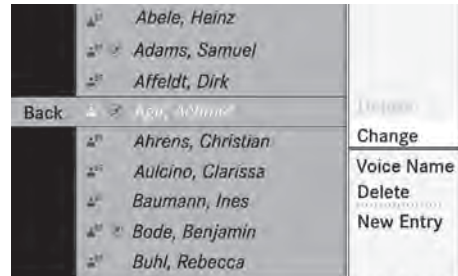 Abele, Heinz
Adams, Samuel
Affeldt, Dirk
Back
Ahrens, Christian
Change
Aulcino, Clarissa
Voice Name
Delete
Baumann, Ines
New Entry
Bode, Benjamin
Buhl, Rebecca